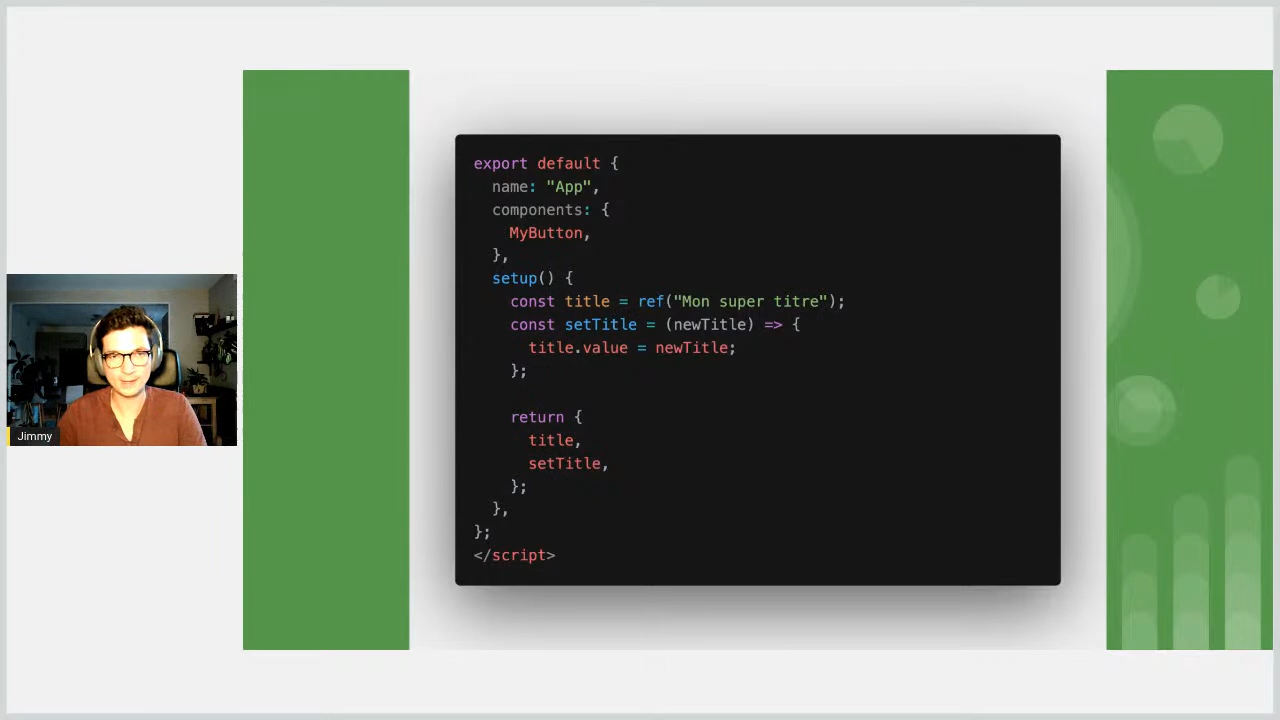 export default {
name: "App",
components: {
MyButton,
},
setup() {
const title = ref("Mon super titre");
const setTitle = (newTitle) => {
title.value = newTitle;
};
return {
title,
setTitle,
};
},
};
</script>
Jimmy